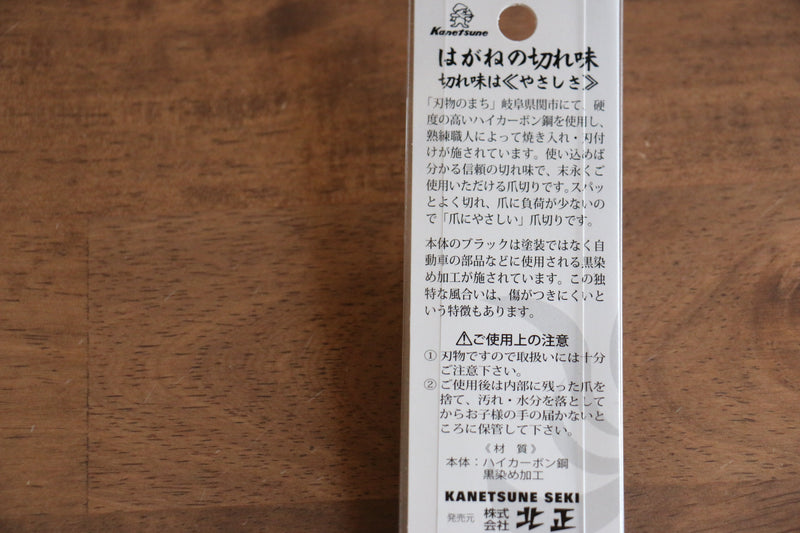 Kanetsune
はがねの切れ味
切れ味は≪やさしさ≫
「刃物のまち」岐阜県関市にて、硬
度の高いハイカーボン鋼を使用し、
熟練職人によって焼き入れ・刃付
けが施されています。使い込めば
分かる信頼の切れ味で、末永くご
使用いただける爪切りです。スパッ
とよく切れ、爪に負荷が少ないの
で「爪にやさしい」爪切りです。
本体のブラックは塗装ではなく自
動車の部品などに使用される黒染
め加工が施されています。この独
特な風合いは、傷がつきにくいと
いう特徴もあります。
⚠ご使用上の注意
① 刃物ですので取扱いには十分
ご注意下さい。
② ご使用後は内部に残った爪を
捨て、汚れ・水分を落として
からお子様の手の届かないと
ころに保管して下さい。
《材 質》
本体：ハイカーボン鋼
黒染め加工
KANETSUNE SEKI
発売元 株式会社 北正